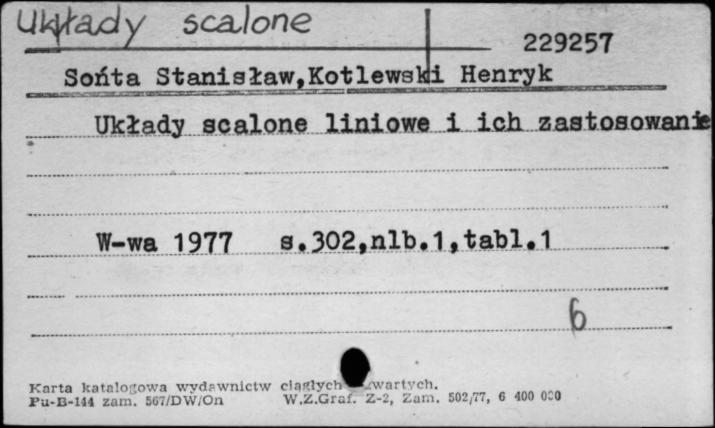 Układy scalone
229257
Sońta Stanisław,Kotlewski Henryk
Układy scalone liniowe i ich zastosowanie
W-wa 1977 s.302,nlb.1,tabl.1
6
Karta katalogowa wydawnictw ciągłych wartych.
Pu-B-144 zam. 567/DW/On W.Z.Graf. Z-2, Zam. 502/77, 6 400 000